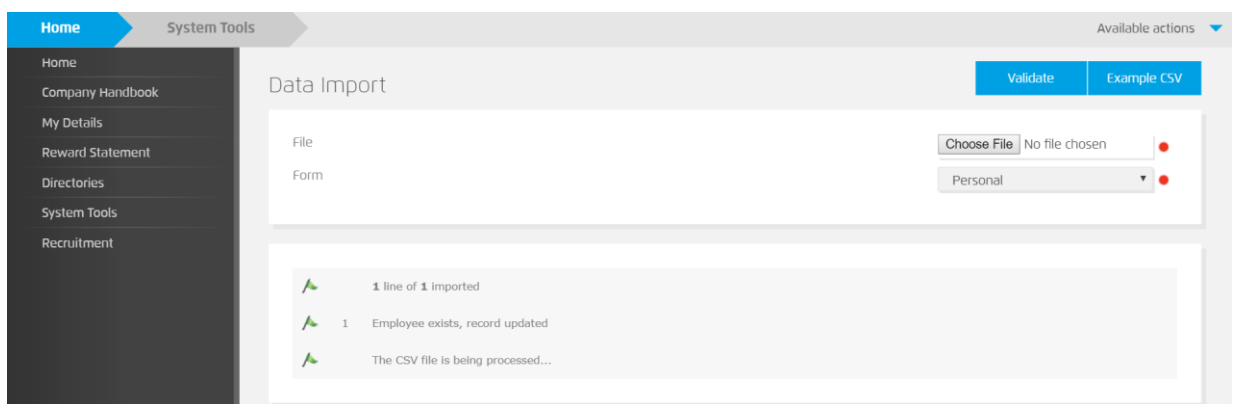 Home System Tools Available actions
Home
Company Handbook
My Details
Reward Statement
Directories
System Tools
Recruitment
Data Import Validate Example CSV
File Choose File No file chosen
Form Personal
1 line of 1 imported
1 Employee exists, record updated
The CSV file is being processed...